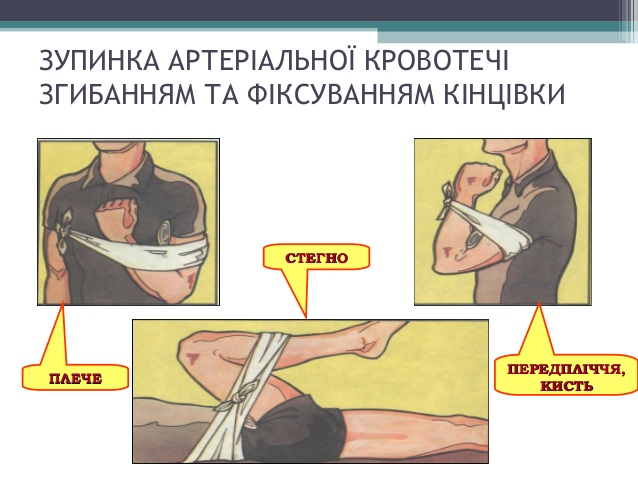 ЗУПИНКА АРТЕРІАЛЬНОЇ КРОВОТЕЧІ
ЗГИБАННЯМ ТА ФІКСУВАННЯМ КІНЦІВКИ
СТЕГНО
ПЛЕЧЕ
ПЕРЕДПЛІЧЧЯ,
КИСТЬ